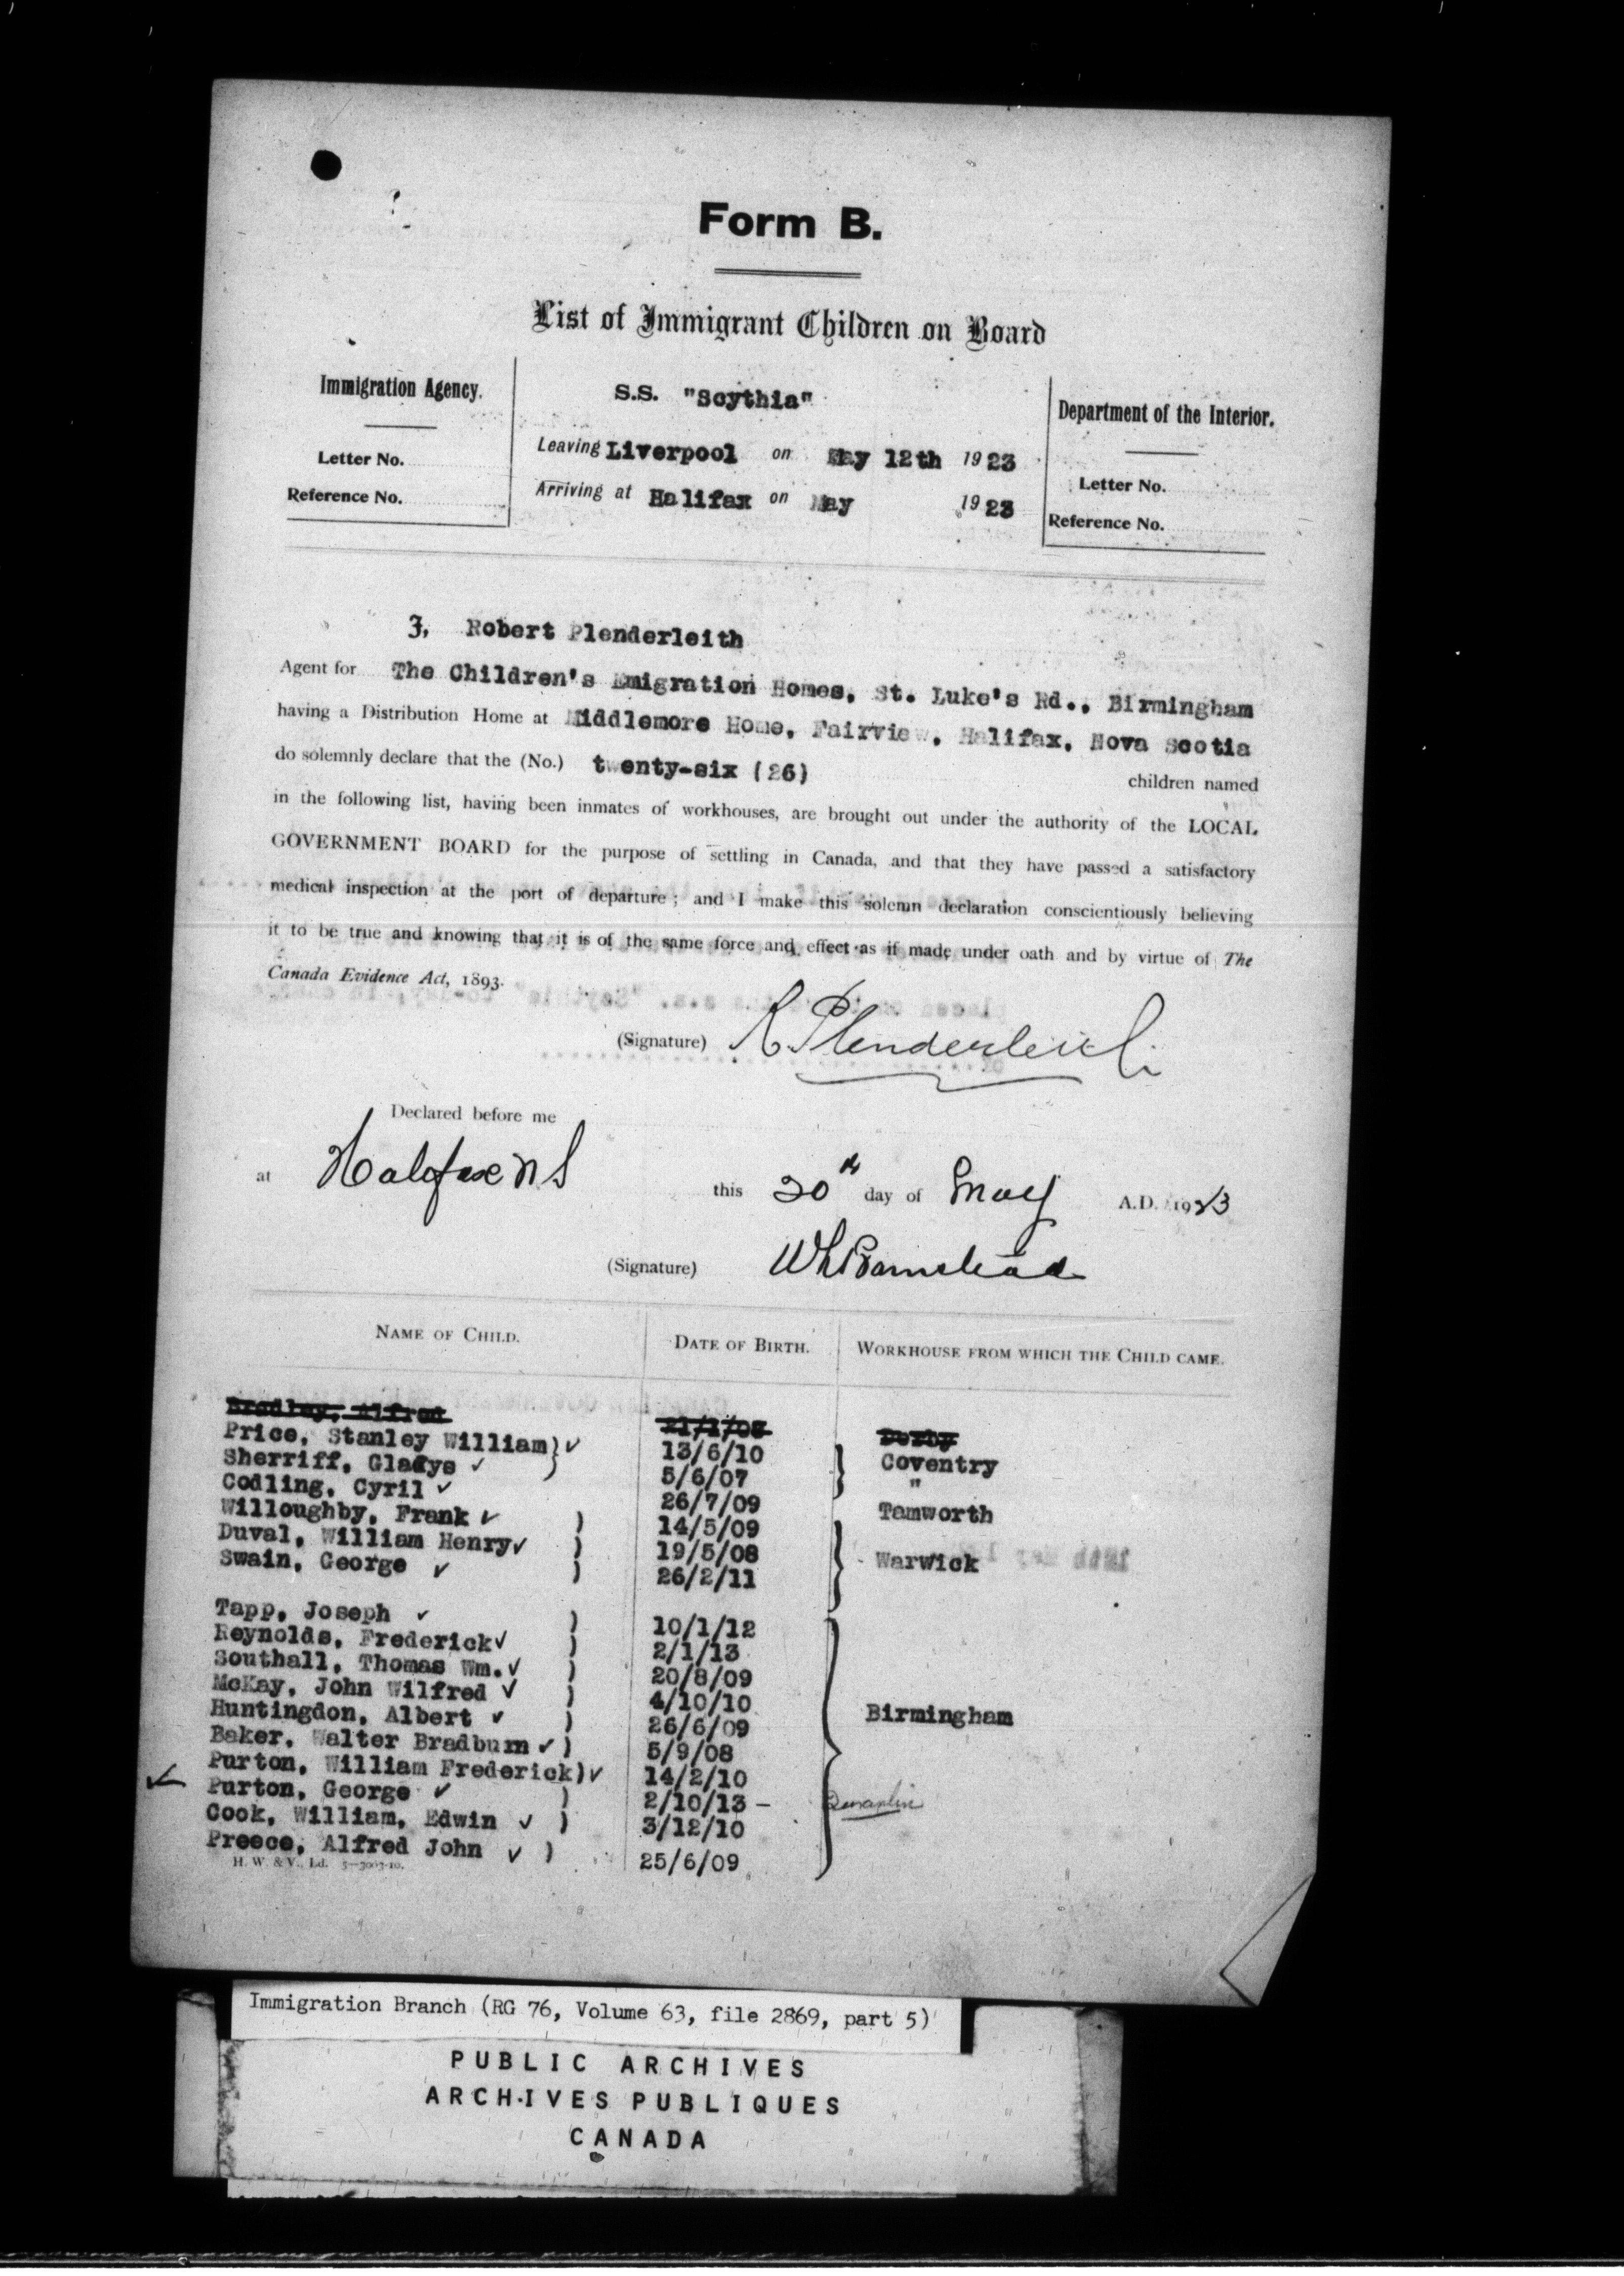 Form B.
List of Immigrant Children on Board
Immigration Agency.
Letter No.
Reference No.
S.S. "Scythia"
Leaving Liverpool on May 12th 1923
Arriving at Halifax on May 1923
Department of the Interior.
Letter No.
Reference No.
I, Robert Plenderleith
Agent for The Children's Emigration Homes, St. Luke's Rd., Birmingham
having a Distribution Home at Middlemore Home, Fairview, Halifax, Nova Scotia
do solemnly declare that the (No.) twenty-six (26) children named
in the following list, having been inmates of workhouses, are brought out under the authority of the LOCAL
GOVERNMENT BOARD for the purpose of settling in Canada, and that they have passed a satisfactory
medical inspection at the port of departure; and I make this solemn declaration conscientiously believing
it to be true and knowing that it is of the same force and effect as if made under oath and by virtue of The
Canada Evidence Act, 1893.
(Signature) R. Plenderleith
Declared before me
at Halifax N S this 20th day of May A.D. 1923
(Signature)
NAME OF CHILD. DATE OF BIRTH. WORKHOUSE FROM WHICH THE CHILD CAME.
Bradley, Alfred 21/1/08 Derby
Price, Stanley William) ✓ 13/6/10 Coventry
Sherriff, Gladys ✓ ) 5/6/07 "
Codling, Cyril ✓ 26/7/09 Tamworth
Willoughby, Frank ✓ ) 14/5/09
Duval, William Henry ✓ ) 19/5/08 Warwick
Swain, George ✓ ) 26/2/11
Tapp, Joseph ✓ ) 10/1/12
Reynolds, Frederick ✓ ) 2/1/13
Southall, Thomas Wm. ✓ ) 20/8/09
McKay, John Wilfred ✓ ) 4/10/10
Huntingdon, Albert ✓ ) 26/6/09 Birmingham
Baker, Walter Bradburn ✓ ) 5/9/08
Purton, William Frederick) ✓ 14/2/10
✓ Purton, George ✓ ) 2/10/13 –
Cook, William, Edwin ✓ ) 3/12/10
Preece, Alfred John ✓ ) 25/6/09
H. W. & V., Ld. 5—3003-10.
Immigration Branch (RG 76, Volume 63, file 2869, part 5)
PUBLIC ARCHIVES
ARCHIVES PUBLIQUES
CANADA